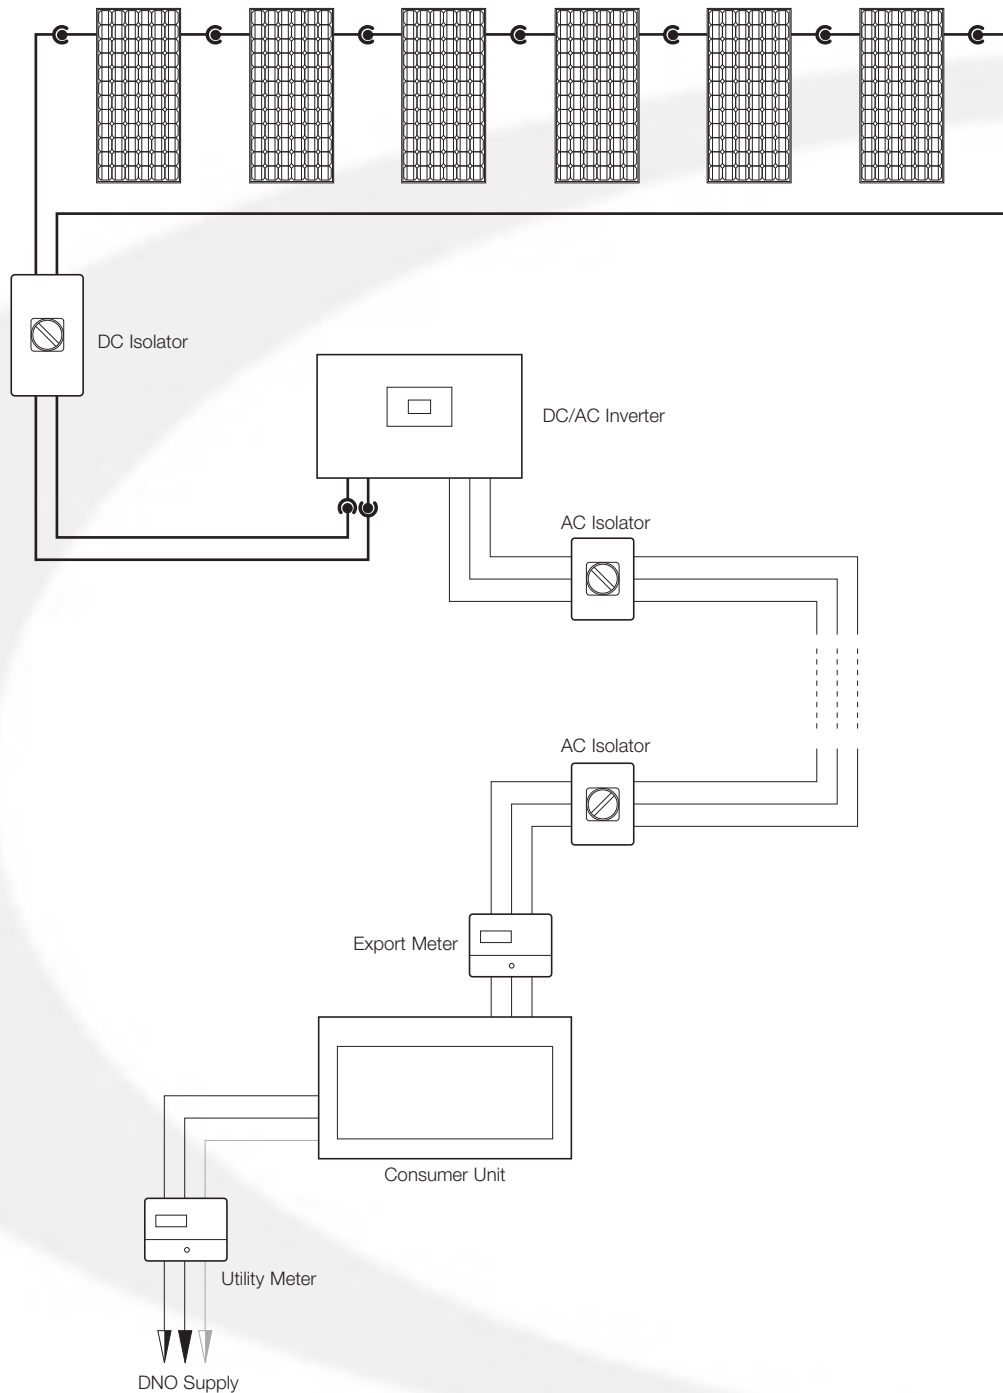 DC Isolator
DC/AC Inverter
AC Isolator
AC Isolator
Export Meter
Consumer Unit
Utility Meter
DNO Supply